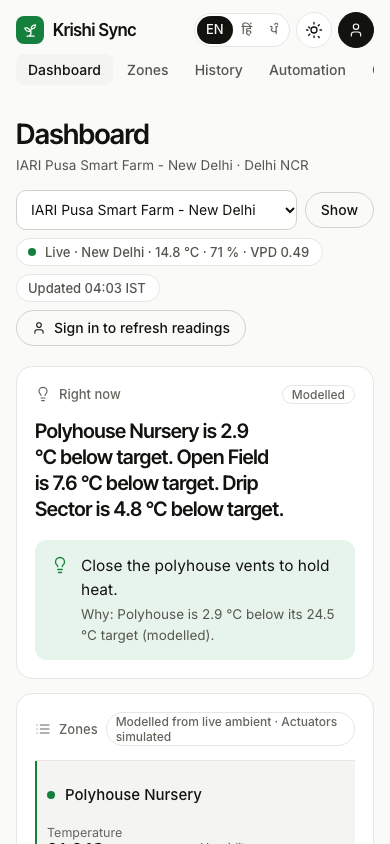 Krishi Sync
EN हिं ਪੰ
Dashboard Zones History Automation
Dashboard
IARI Pusa Smart Farm - New Delhi · Delhi NCR
IARI Pusa Smart Farm - New Delhi Show
Live · New Delhi · 14.8 °C · 71 % · VPD 0.49
Updated 04:03 IST
Sign in to refresh readings
Right now Modelled
Polyhouse Nursery is 2.9
°C below target. Open Field
is 7.6 °C below target. Drip
Sector is 4.8 °C below target.
Close the polyhouse vents to hold
heat.
Why: Polyhouse is 2.9 °C below its 24.5
°C target (modelled).
Zones Modelled from live ambient · Actuators
simulated
Polyhouse Nursery
Temperature